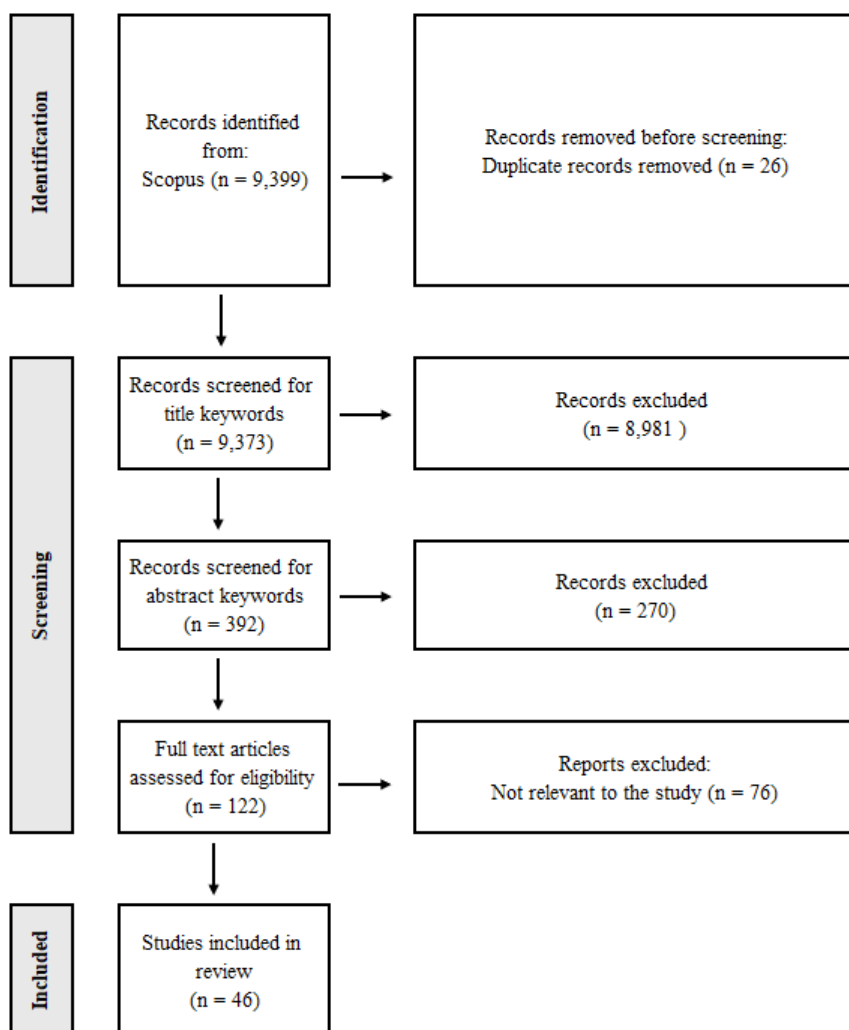 Identification
Records identified
from:
Scopus (n = 9,399)
Records removed before screening:
Duplicate records removed (n = 26)
Screening
Records screened for
title keywords
(n = 9,373)
Records excluded
(n = 8,981 )
Records screened for
abstract keywords
(n = 392)
Records excluded
(n = 270)
Full text articles
assessed for eligibility
(n = 122)
Reports excluded:
Not relevant to the study (n = 76)
Included
Studies included in
review
(n = 46)